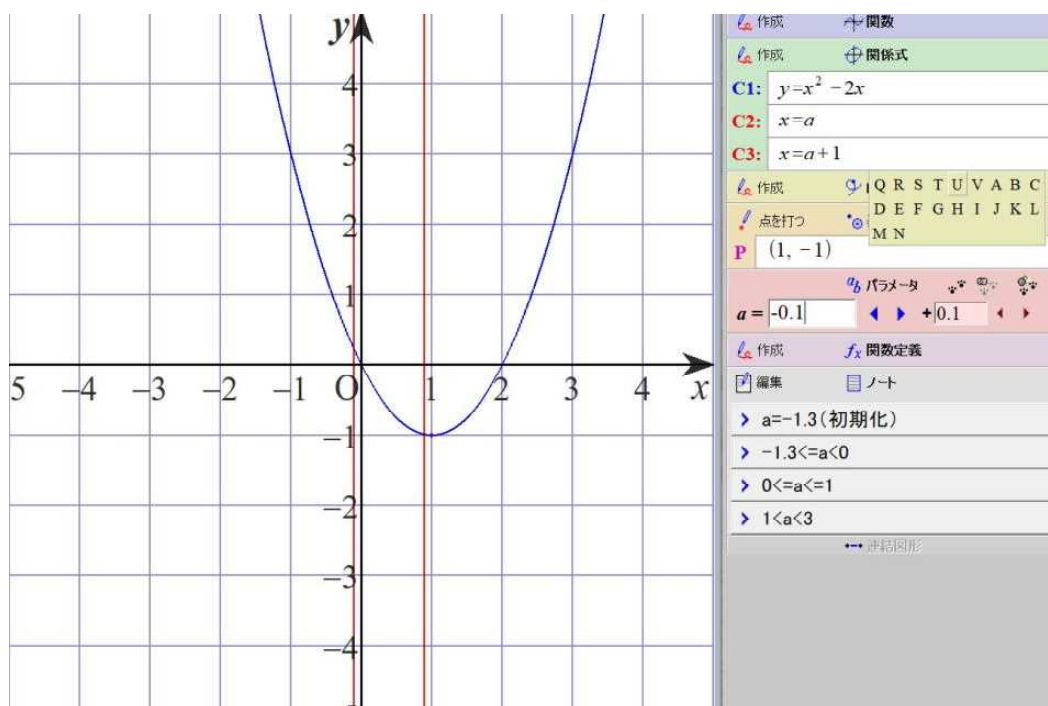 y
4
3
2
1
5 −4 −3 −2 −1 O 1 2 3 4 x
−1
−2
−3
−4
作成 関数
作成 関係式
C1: y=x² −2x
C2: x=a
C3: x=a+1
作成
Q R S T U V A B C
D E F G H I J K L
M N
点を打つ
P (1, −1)
ab パラメータ
a = -0.1 +0.1
作成 fx 関数定義
編集 ノート
a=−1.3(初期化)
−1.3<=a<0
0<=a<=1
1<a<3
連結図形